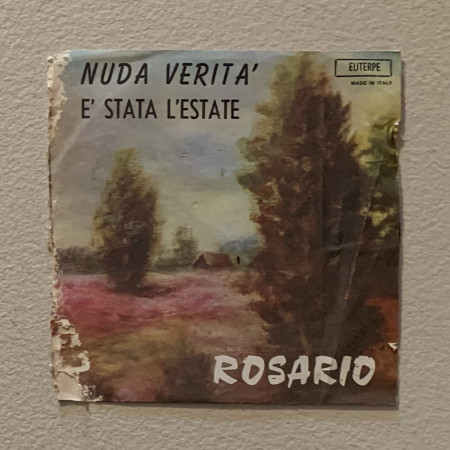 NUDA VERITA'
E' STATA L'ESTATE
EUTERPE
MADE IN ITALY
ROSARIO